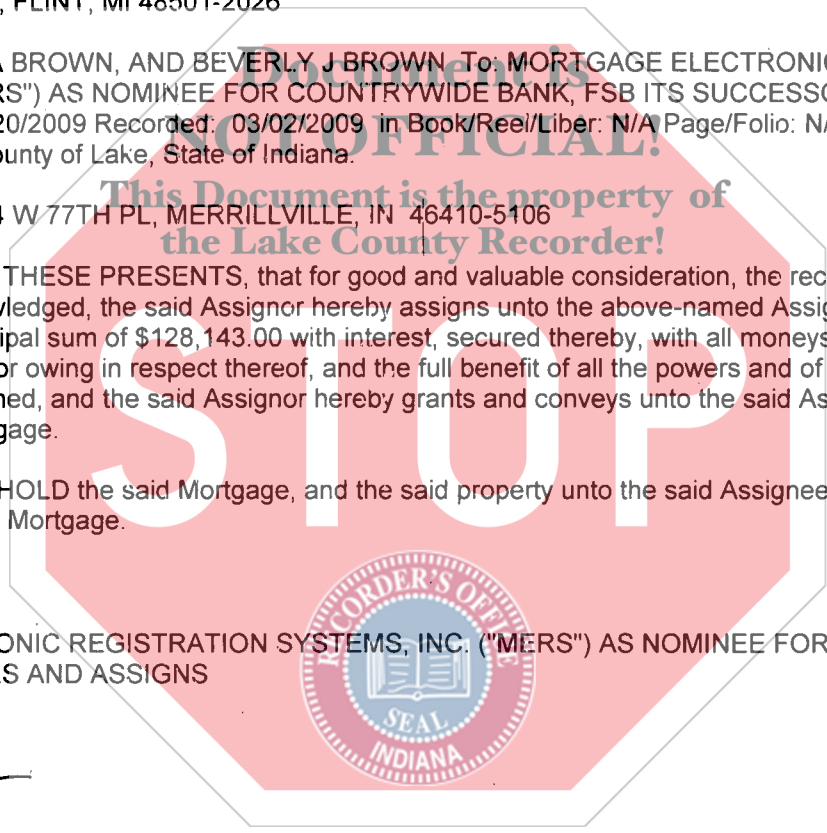 , FLINT, MI 48501-2026
A BROWN, AND BEVERLY J BROWN To: MORTGAGE ELECTRONIC
RS") AS NOMINEE FOR COUNTRYWIDE BANK, FSB ITS SUCCESSO
20/2009 Recorded: 03/02/2009 in Book/Reel/Liber: N/A Page/Folio: N/
ounty of Lake, State of Indiana.
Document is
NOT OFFICIAL!
This Document is the property of
the Lake County Recorder!
4 W 77TH PL, MERRILLVILLE, IN 46410-5106
THESE PRESENTS, that for good and valuable consideration, the rec
vledged, the said Assignor hereby assigns unto the above-named Assig
ipal sum of $128,143.00 with interest, secured thereby, with all moneys
or owing in respect thereof, and the full benefit of all the powers and of
ned, and the said Assignor hereby grants and conveys unto the said As
gage.
STOP
HOLD the said Mortgage, and the said property unto the said Assignee
Mortgage.
ONIC REGISTRATION SYSTEMS, INC. ("MERS") AS NOMINEE FOR
S AND ASSIGNS
RECORDER'S OFFICE
SEAL
INDIANA